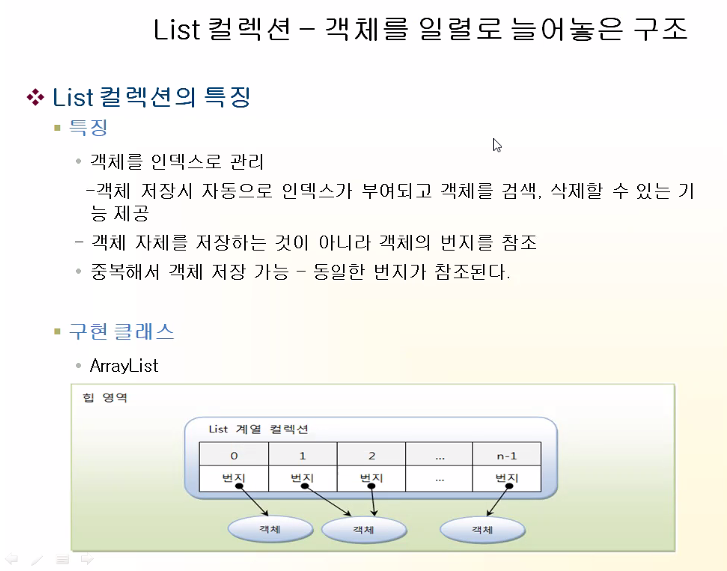 List 컬렉션 – 객체를 일렬로 늘어놓은 구조
List 컬렉션의 특징
특징
객체를 인덱스로 관리
-객체 저장시 자동으로 인덱스가 부여되고 객체를 검색, 삭제할 수 있는 기
능 제공
- 객체 자체를 저장하는 것이 아니라 객체의 번지를 참조
중복해서 객체 저장 가능 – 동일한 번지가 참조된다.
구현 클래스
ArrayList
힙 영역
List 계열 컬렉션
0 1 2 ... n-1
번지 번지 번지 ... 번지
객체 객체 객체